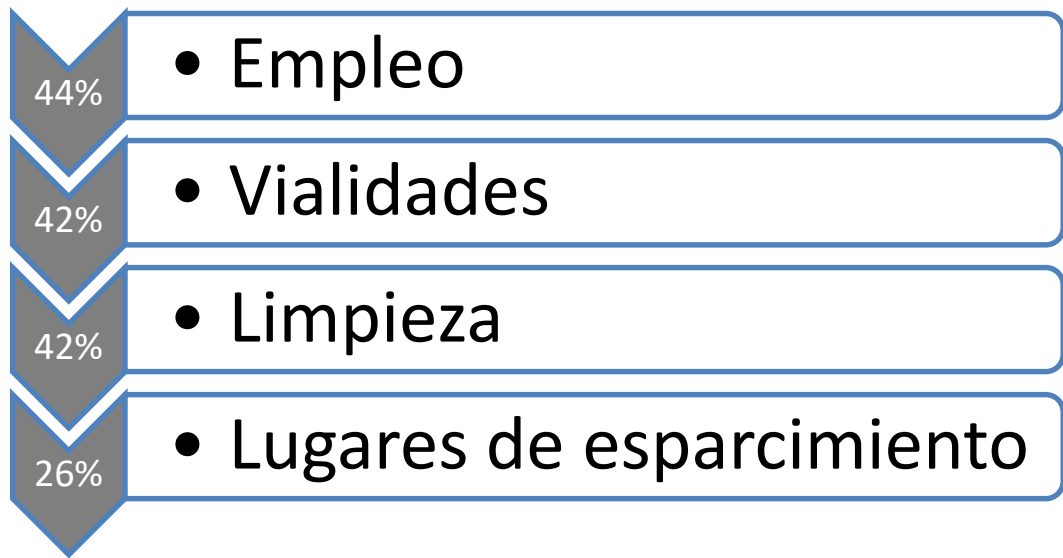 44%
• Empleo
42%
• Vialidades
42%
• Limpieza
26%
• Lugares de esparcimiento